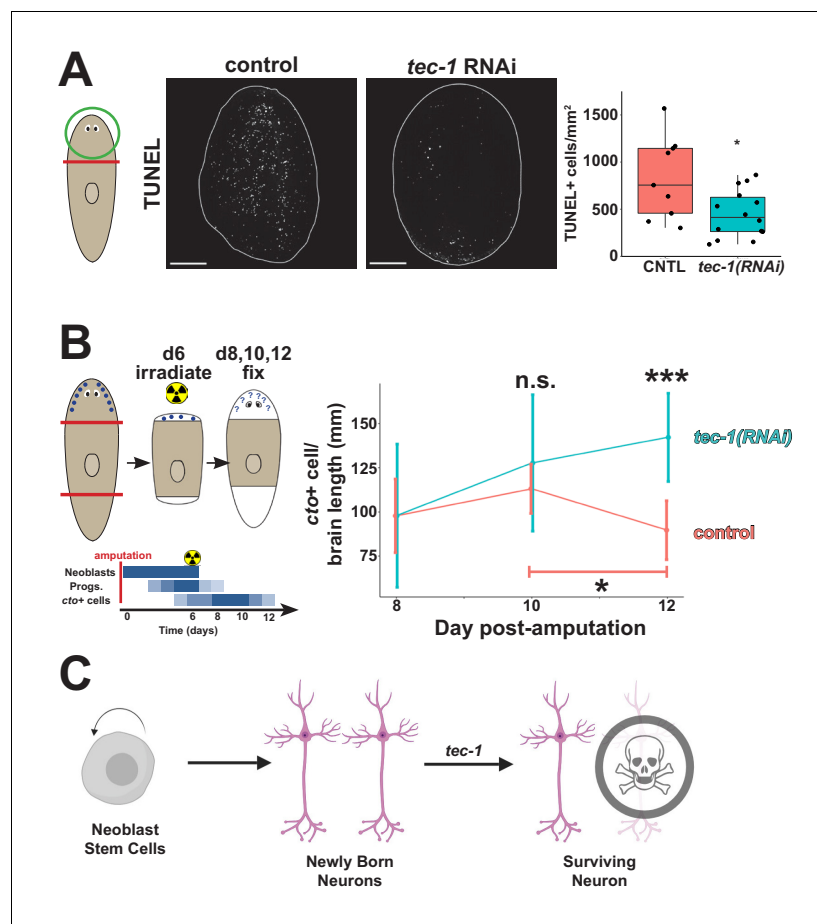 A
control
tec-1 RNAi
TUNEL
TUNEL+ cells/mm²
1500
1000
500
0
*
CNTL
tec-1(RNAi)
B
d6
irradiate
d8,10,12
fix
? ? ? ? ? ?
amputation
Neoblasts
Progs.
cto+ cells
0 6 8 10 12
Time (days)
cto+ cell/
brain length (mm)
150
125
100
75
n.s.
***
tec-1(RNAi)
control
*
8 10 12
Day post-amputation
C
tec-1
Neoblast
Stem Cells
Newly Born
Neurons
Surviving
Neuron